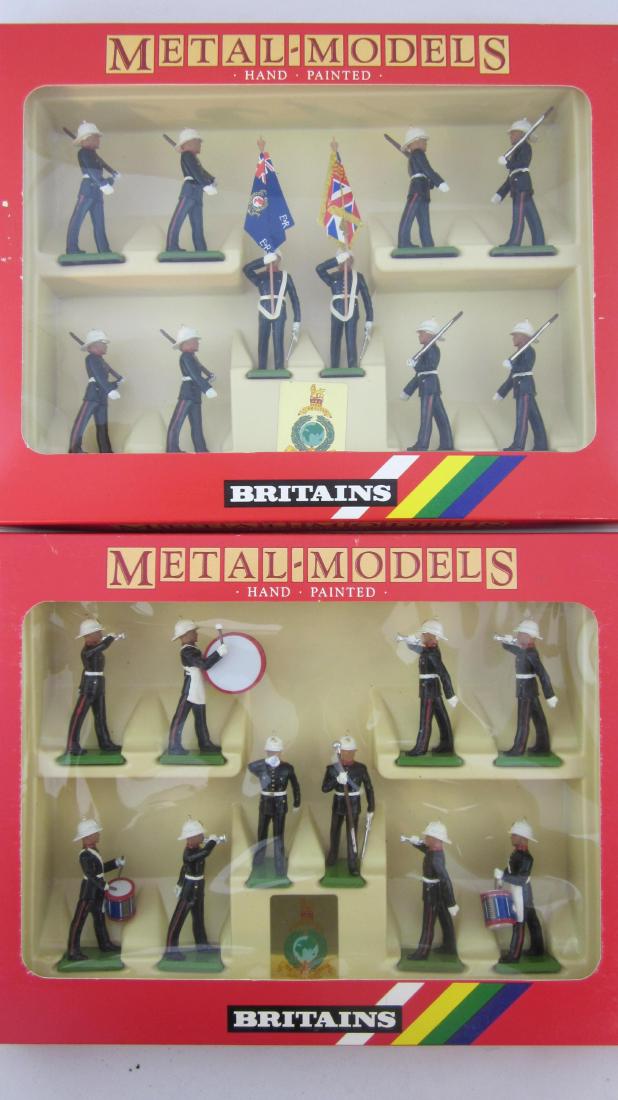 METAL-MODELS
· HAND · PAINTED ·
E R
E R
BRITAINS
METAL-MODELS
· HAND · PAINTED ·
BRITAINS